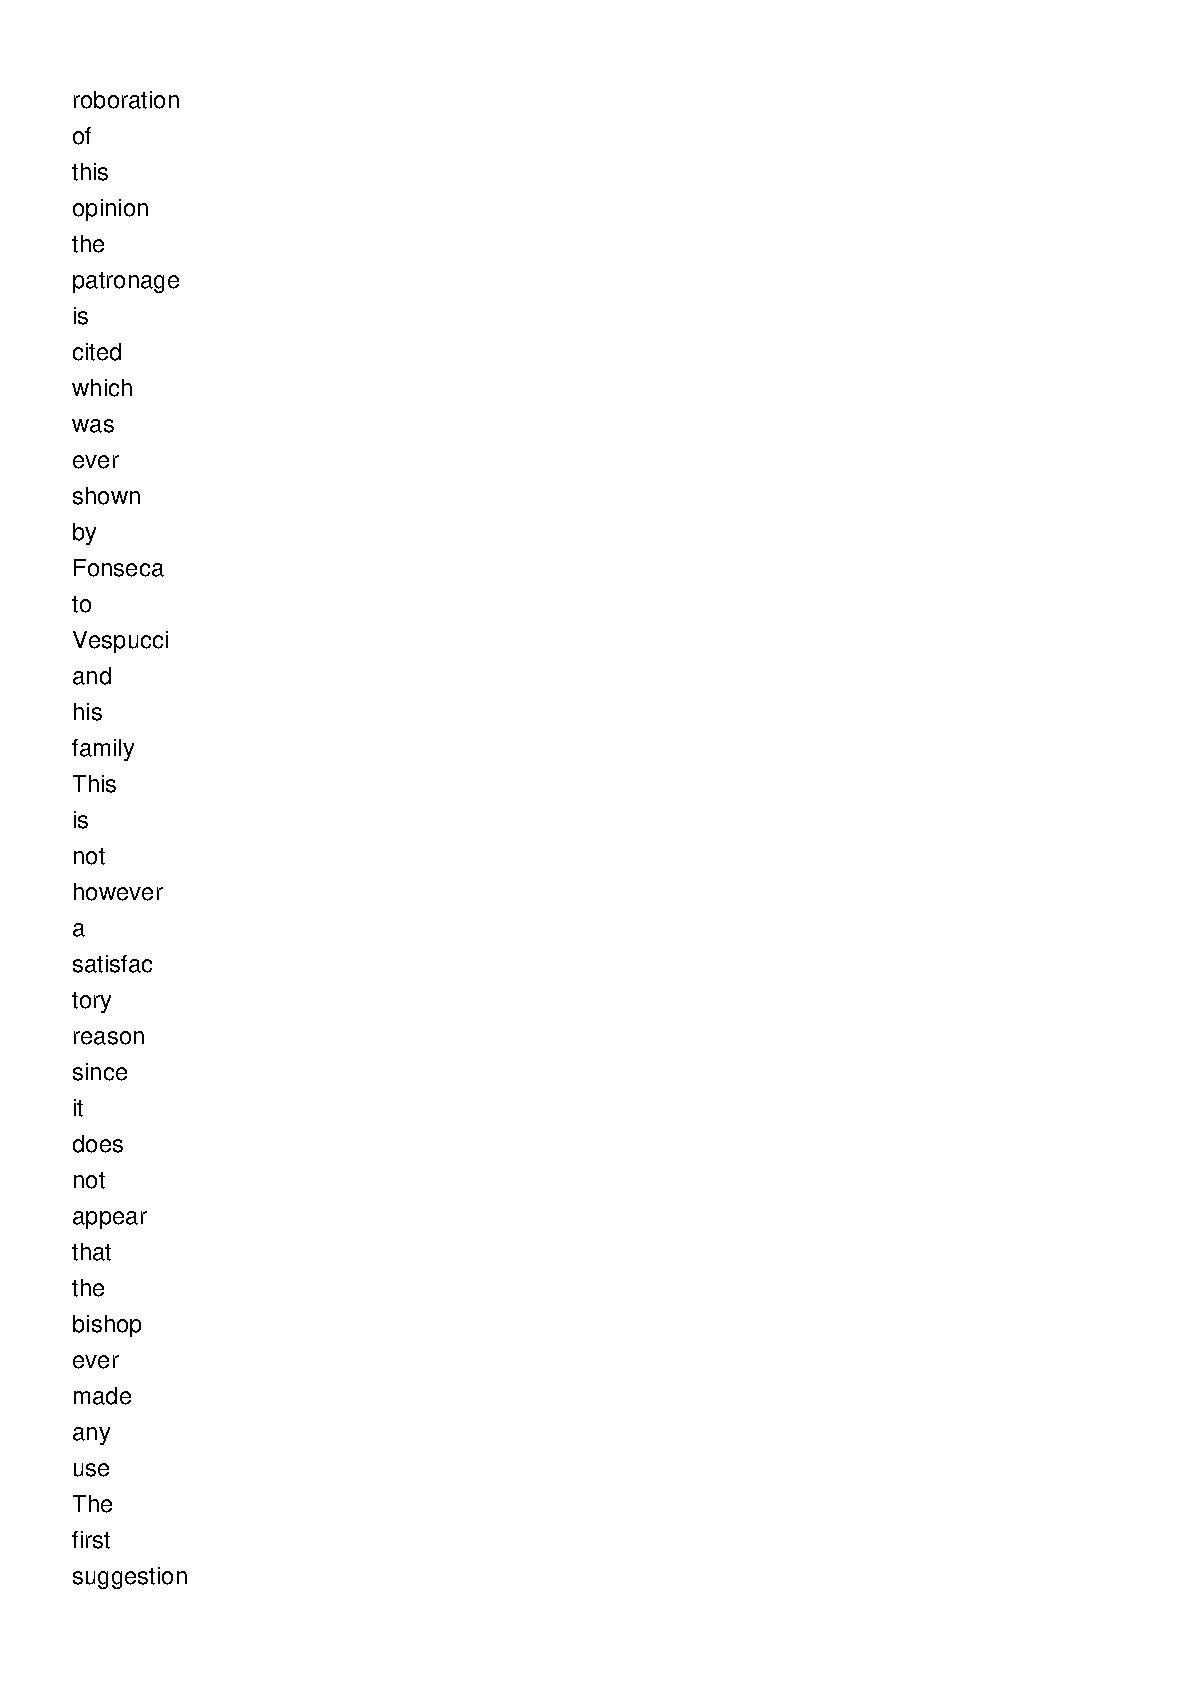 roboration
of
this
opinion
the
patronage
is
cited
which
was
ever
shown
by
Fonseca
to
Vespucci
and
his
family
This
is
not
however
a
satisfac
tory
reason
since
it
does
not
appear
that
the
bishop
ever
made
any
use
The
first
suggestion